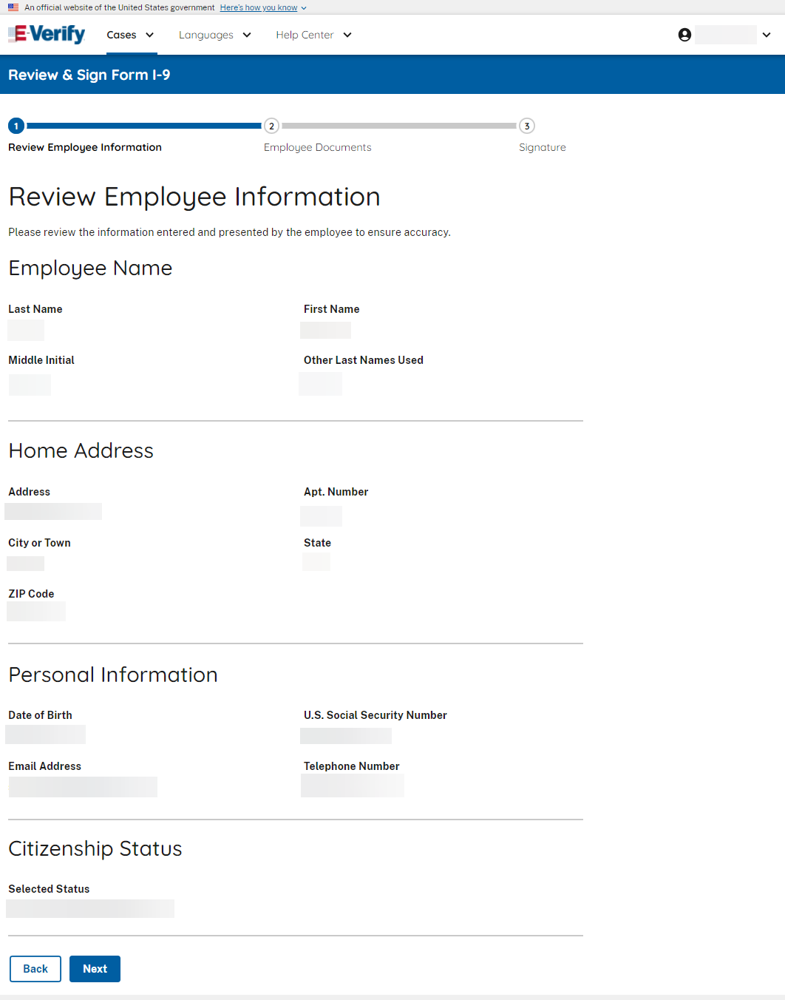 An official website of the United States government Here's how you know
E-Verify Cases Languages Help Center
Review & Sign Form I-9
1 2 3
Review Employee Information Employee Documents Signature
Review Employee Information
Please review the information entered and presented by the employee to ensure accuracy.
Employee Name
Last Name First Name
Middle Initial Other Last Names Used
Home Address
Address Apt. Number
City or Town State
ZIP Code
Personal Information
Date of Birth U.S. Social Security Number
Email Address Telephone Number
Citizenship Status
Selected Status
Back Next